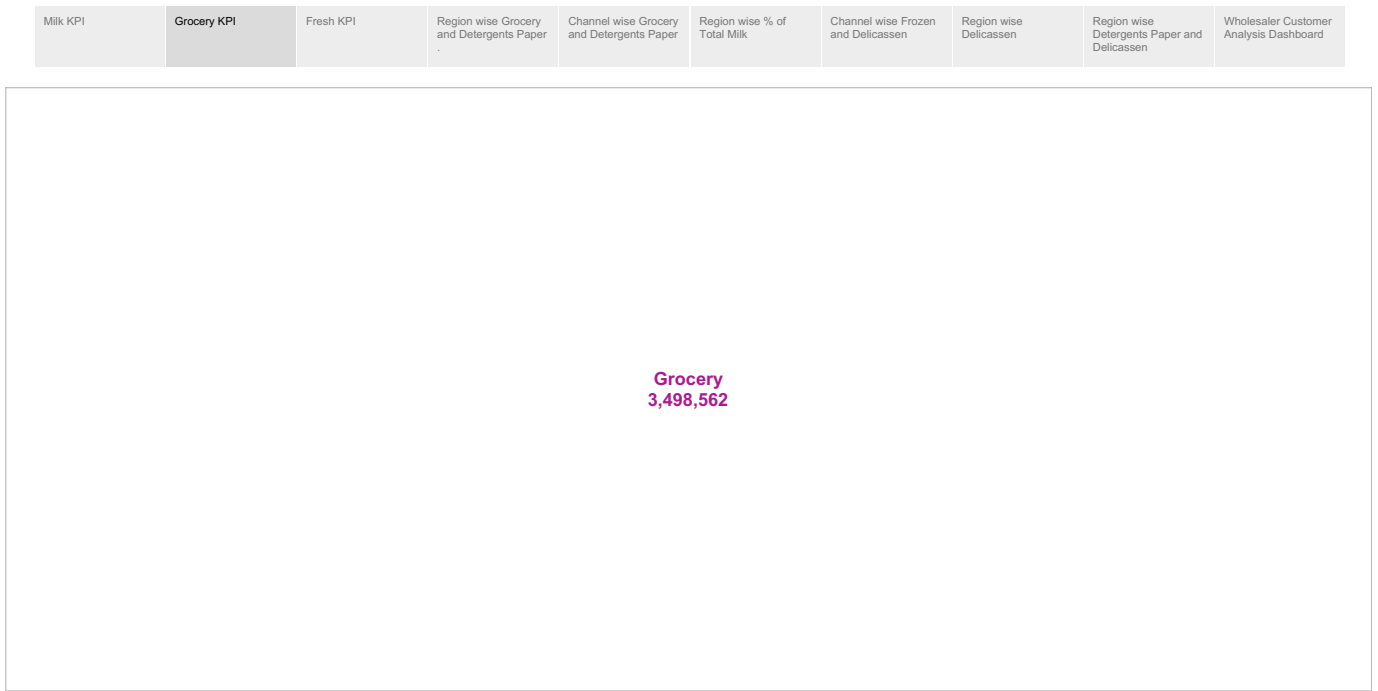 Milk KPI
Grocery KPI
Fresh KPI
Region wise Grocery
and Detergents Paper
.
Channel wise Grocery
and Detergents Paper
Region wise % of
Total Milk
Channel wise Frozen
and Delicassen
Region wise
Delicassen
Region wise
Detergents Paper and
Delicassen
Wholesaler Customer
Analysis Dashboard
Grocery
3,498,562